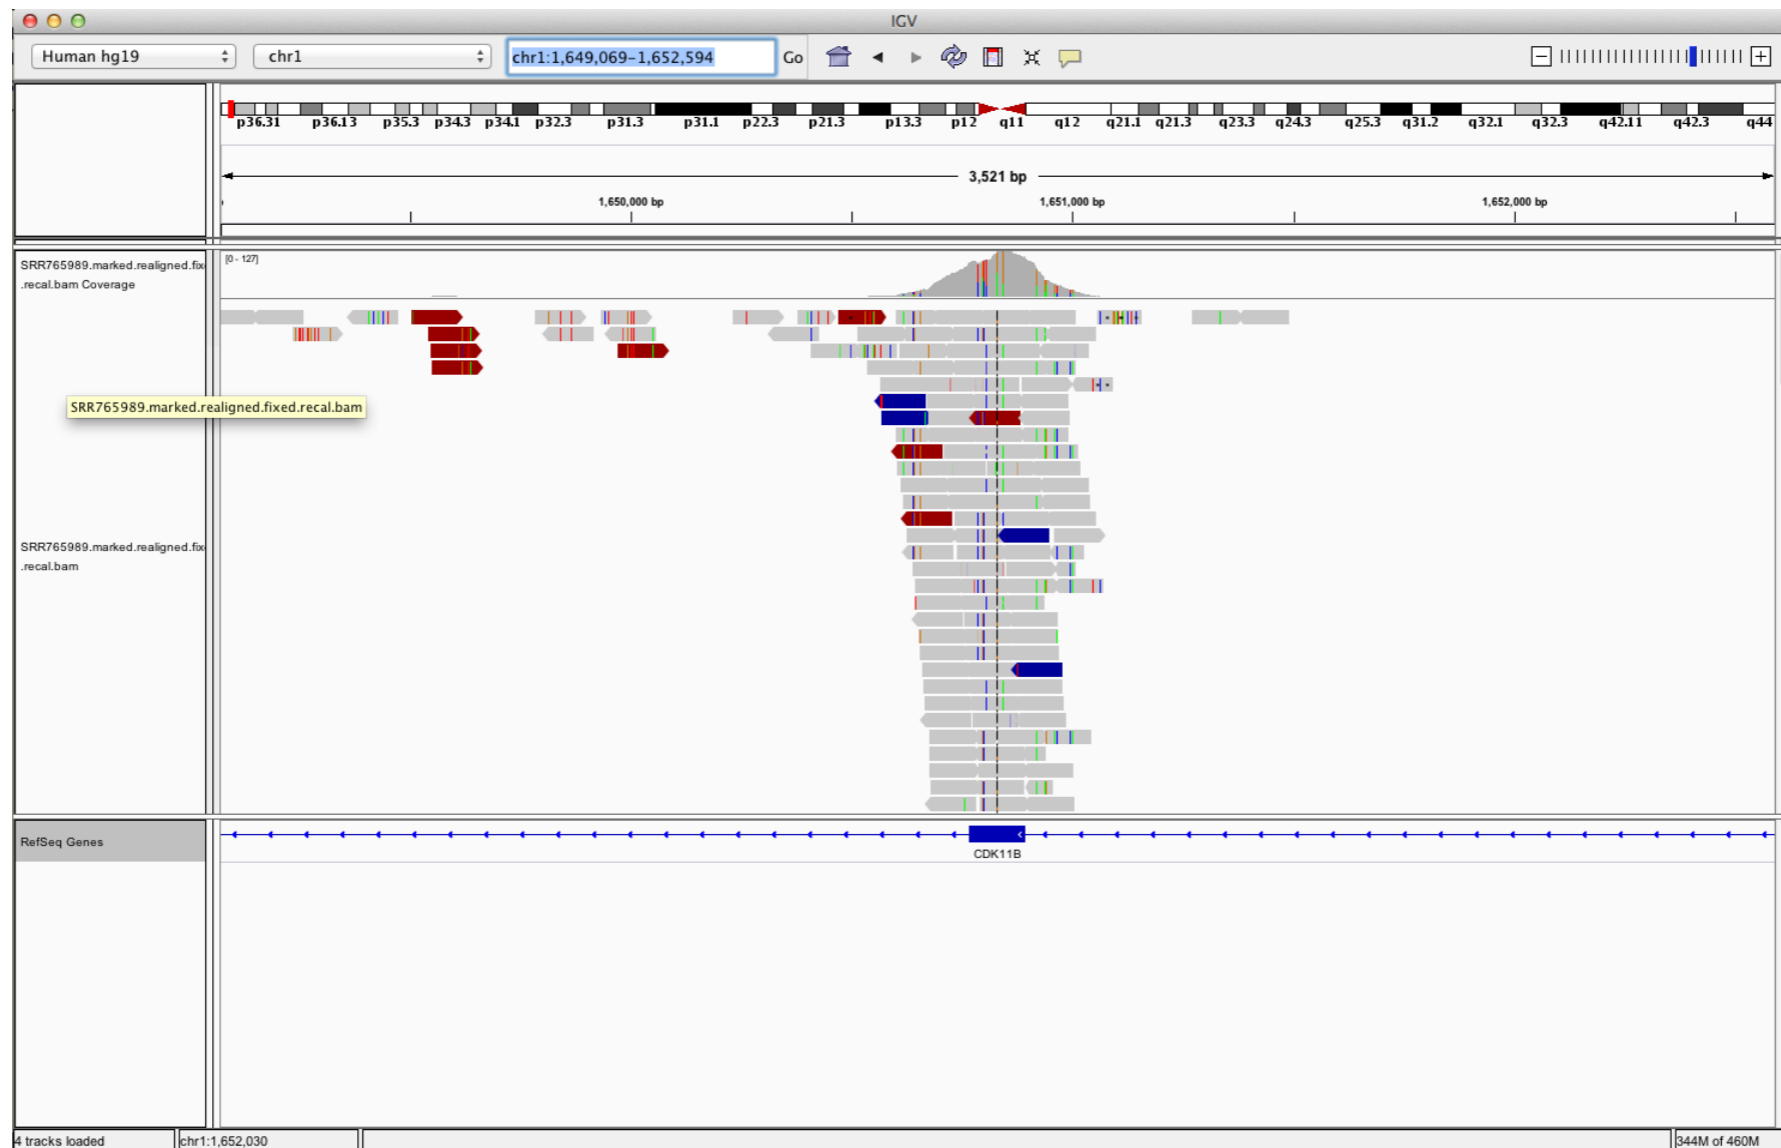 IGV
Human hg19 chr1 chr1:1,649,069-1,652,594 Go
p36.31 p36.13 p35.3 p34.3 p34.1 p32.3 p31.3 p31.1 p22.3 p21.3 p13.3 p12 q11 q12 q21.1 q21.3 q23.3 q24.3 q25.3 q31.2 q32.1 q32.3 q42.11 q42.3 q44
3,521 bp
1,650,000 bp 1,651,000 bp 1,652,000 bp
[0 - 127]
SRR765989.marked.realigned.fix
.recal.bam Coverage
SRR765989.marked.realigned.fixed.recal.bam
SRR765989.marked.realigned.fix
.recal.bam
RefSeq Genes
CDK11B
4 tracks loaded chr1:1,652,030 344M of 460M